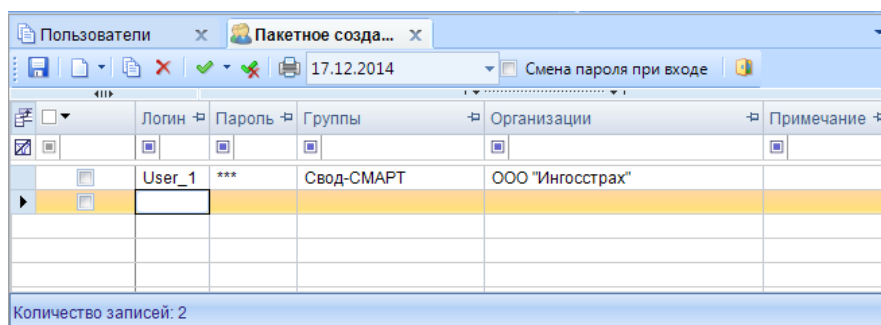 Пользователи x Пакетное созда... x
17.12.2014 Смена пароля при входе
Логин Пароль Группы Организации Примечание
User_1 *** Свод-СМАРТ ООО "Ингосстрах"
Количество записей: 2